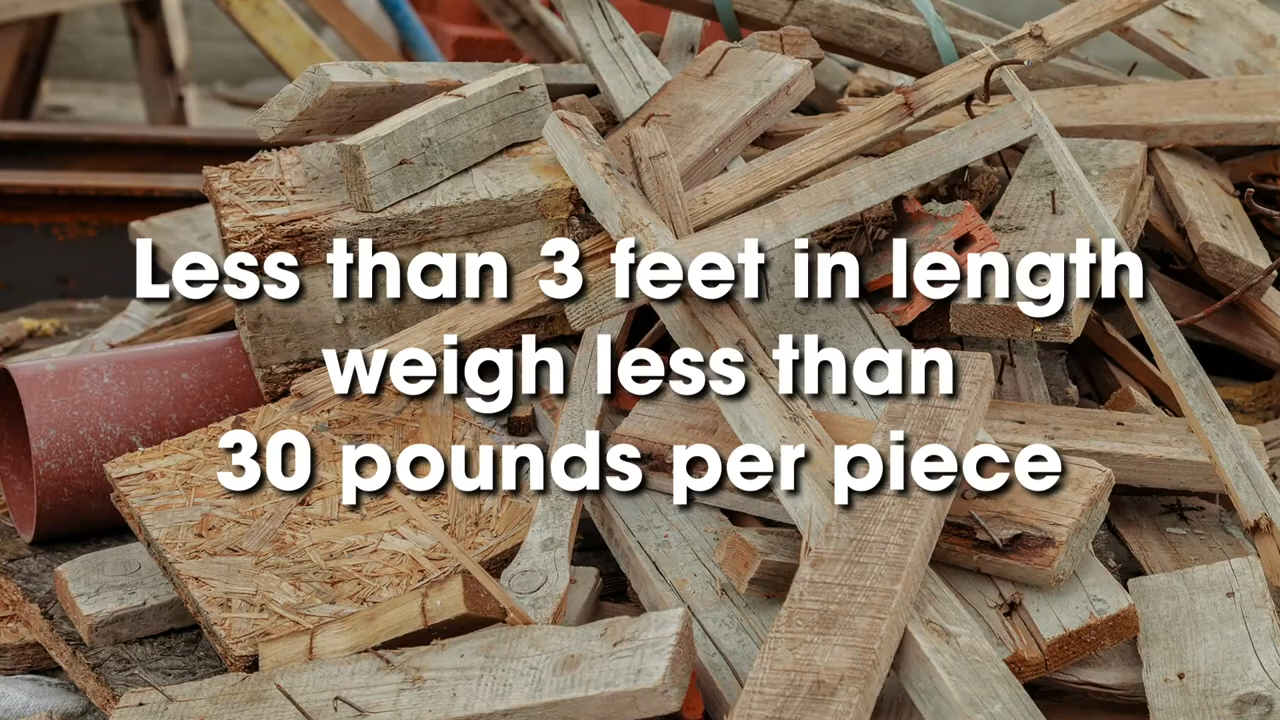 Less than 3 feet in length
weigh less than
30 pounds per piece